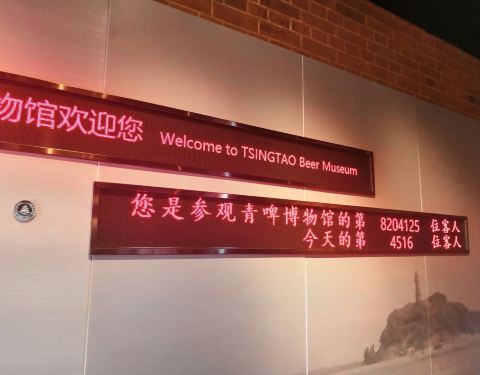 物馆欢迎您 Welcome to TSINGTAO Beer Museum
您是参观青啤博物馆的第 8204125 位客人
今天的第 4516 位客人